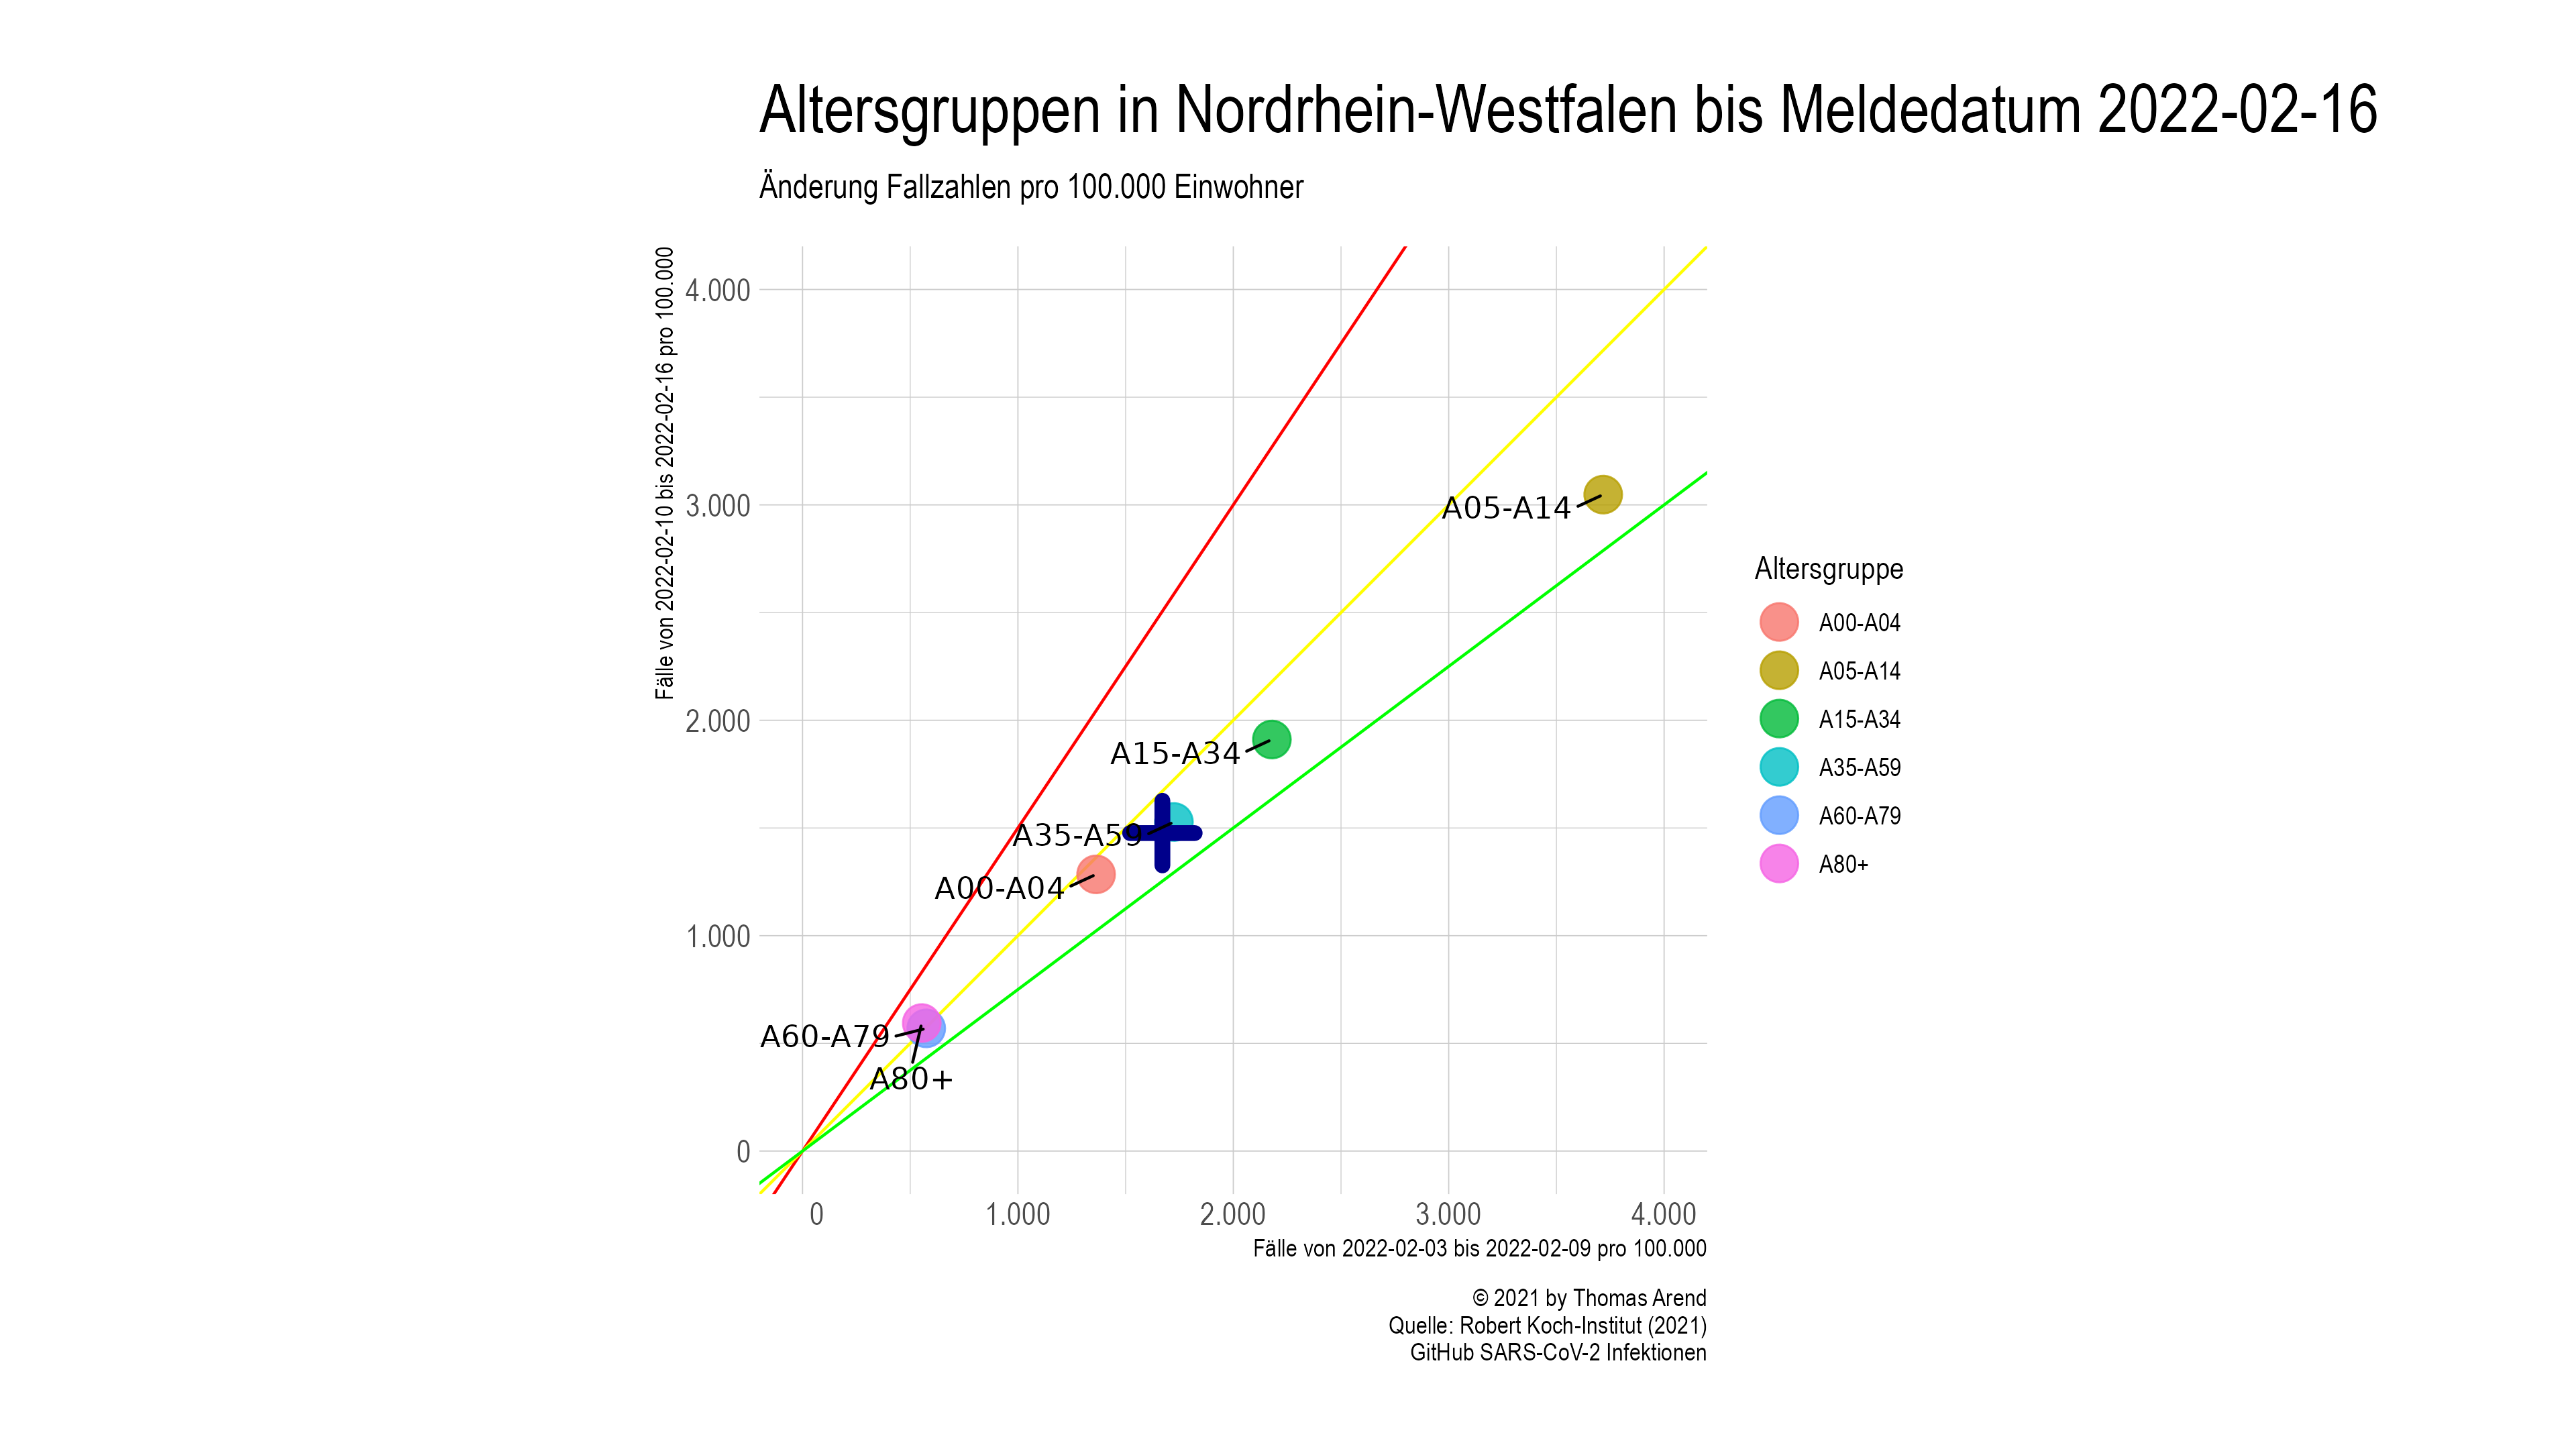 Altersgruppen in Nordrhein-Westfalen bis Meldedatum 2022-02-16
Änderung Fallzahlen pro 100.000 Einwohner
Fälle von 2022-02-10 bis 2022-02-16 pro 100.000
4.000
3.000
2.000
1.000
0
A05-A14
A15-A34
A35-A59
A00-A04
A60-A79
A80+
0
1.000
2.000
3.000
4.000
Fälle von 2022-02-03 bis 2022-02-09 pro 100.000
Altersgruppe
A00-A04
A05-A14
A15-A34
A35-A59
A60-A79
A80+
© 2021 by Thomas Arend
Quelle: Robert Koch-Institut (2021)
GitHub SARS-CoV-2 Infektionen